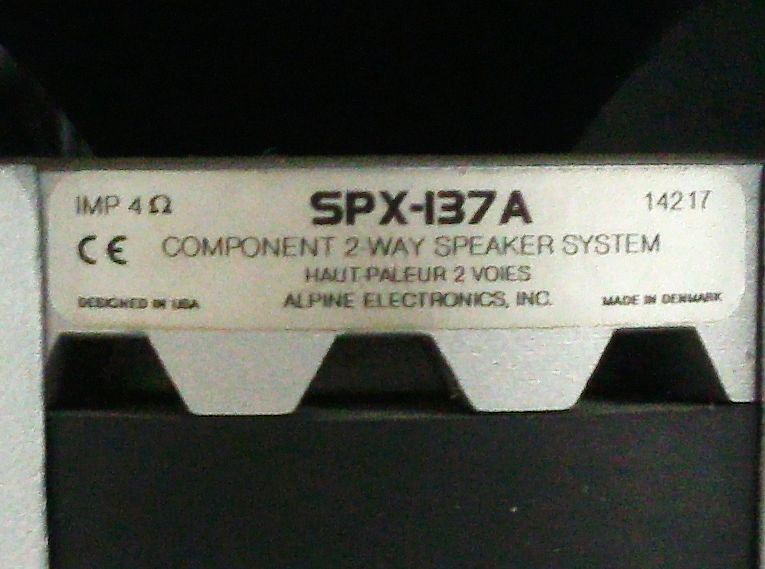 IMP 4 Ω SPX-137A 14217
CE COMPONENT 2-WAY SPEAKER SYSTEM
HAUT-PALEUR 2 VOIES
DESIGNED IN USA ALPINE ELECTRONICS, INC. MADE IN DENMARK